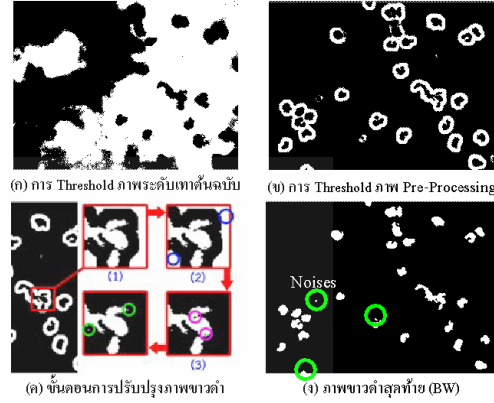 (ก) การ Threshold ภาพระดับเทาต้นฉบับ
(ข) การ Threshold ภาพ Pre-Processing
(1)
(2)
(3)
(ค) ขั้นตอนการปรับปรุงภาพขาวดำ
Noises
(ง) ภาพขาวดำสุดท้าย (BW)